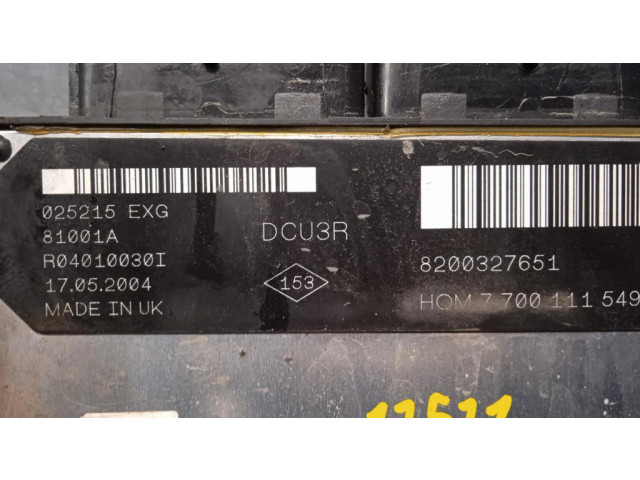 025215 EXG
81001A
R04010030I
17.05.2004
MADE IN UK
DCU3R
153
8200327651
HOM 7 700 111 549